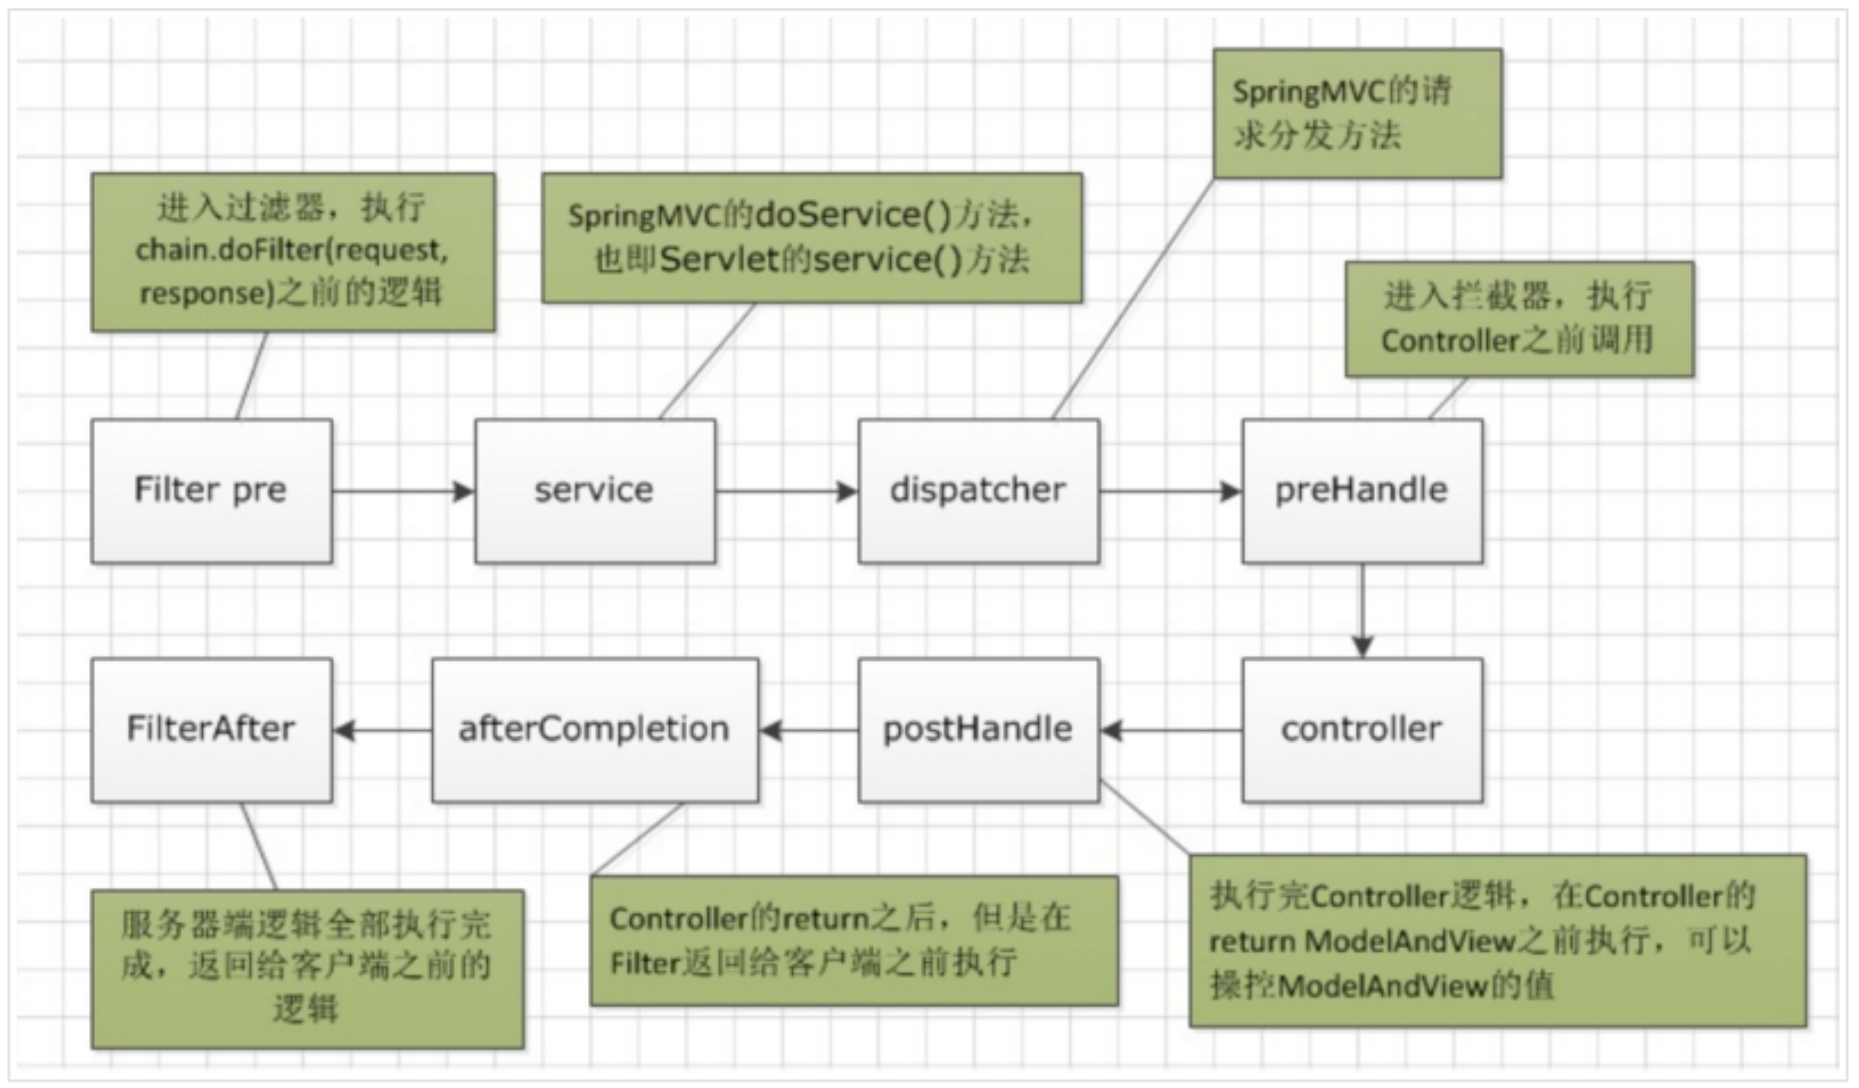 SpringMVC的请
求分发方法
进入过滤器，执行
chain.doFilter(request,
response)之前的逻辑
SpringMVC的doService()方法，
也即Servlet的service()方法
进入拦截器，执行
Controller之前调用
Filter pre
service
dispatcher
preHandle
FilterAfter
afterCompletion
postHandle
controller
服务器端逻辑全部执行完
成，返回给客户端之前的
逻辑
Controller的return之后，但是在
Filter返回给客户端之前执行
执行完Controller逻辑，在Controller的
return ModelAndView之前执行，可以
操控ModelAndView的值